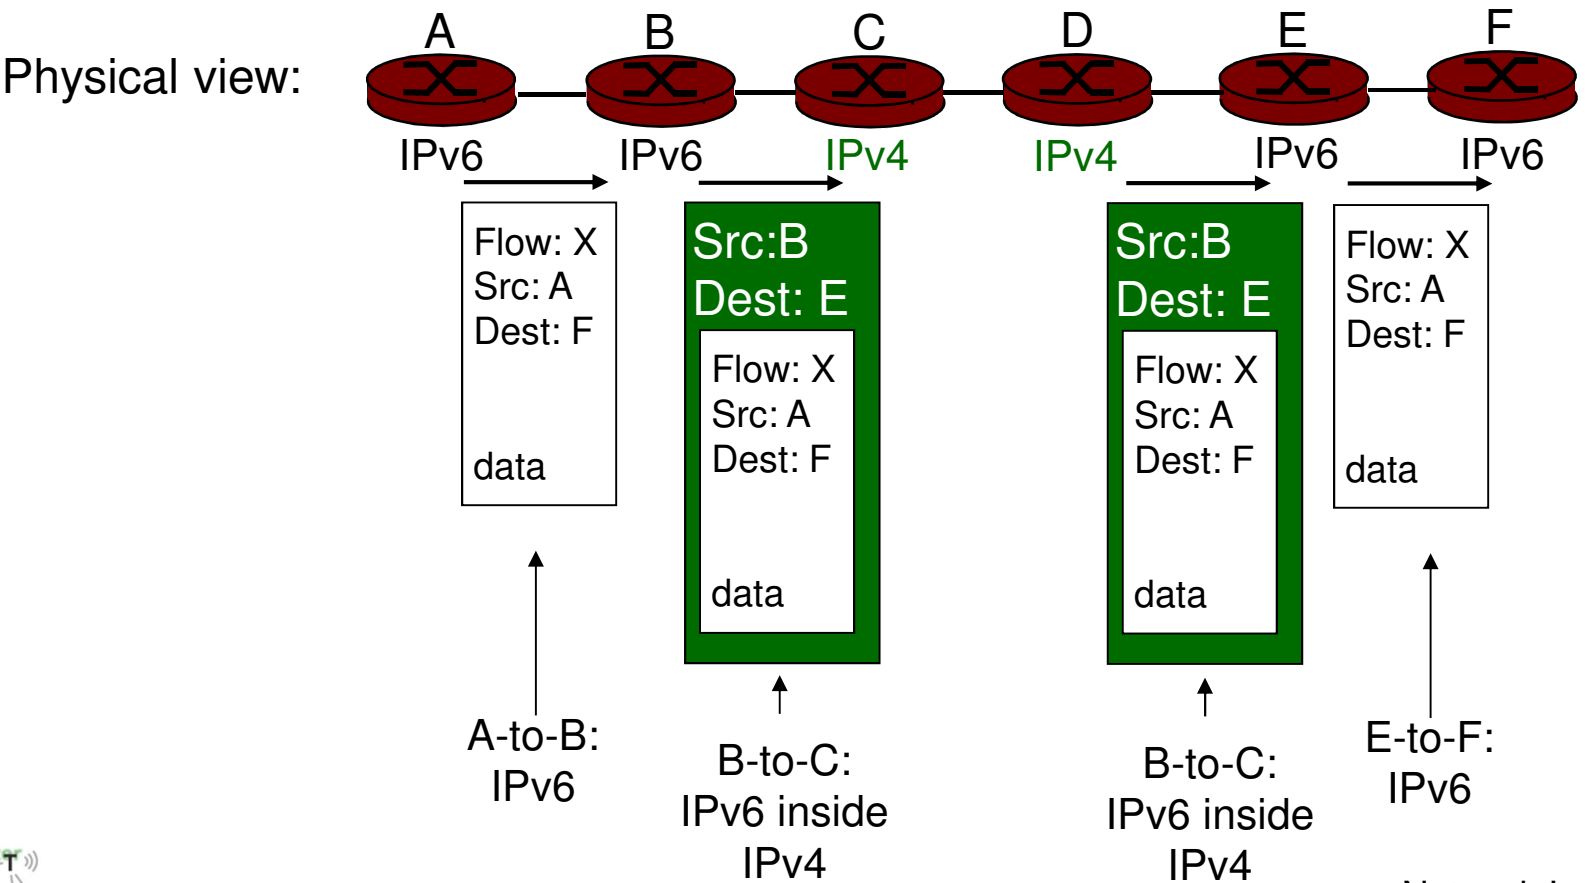 A B C D E F
Physical view:
IPv6 IPv6 IPv4 IPv4 IPv6 IPv6
Flow: X
Src: A
Dest: F
data
Src:B
Dest: E
Flow: X
Src: A
Dest: F
data
Src:B
Dest: E
Flow: X
Src: A
Dest: F
data
Flow: X
Src: A
Dest: F
data
A-to-B:
IPv6
B-to-C:
IPv6 inside
IPv4
B-to-C:
IPv6 inside
IPv4
E-to-F:
IPv6